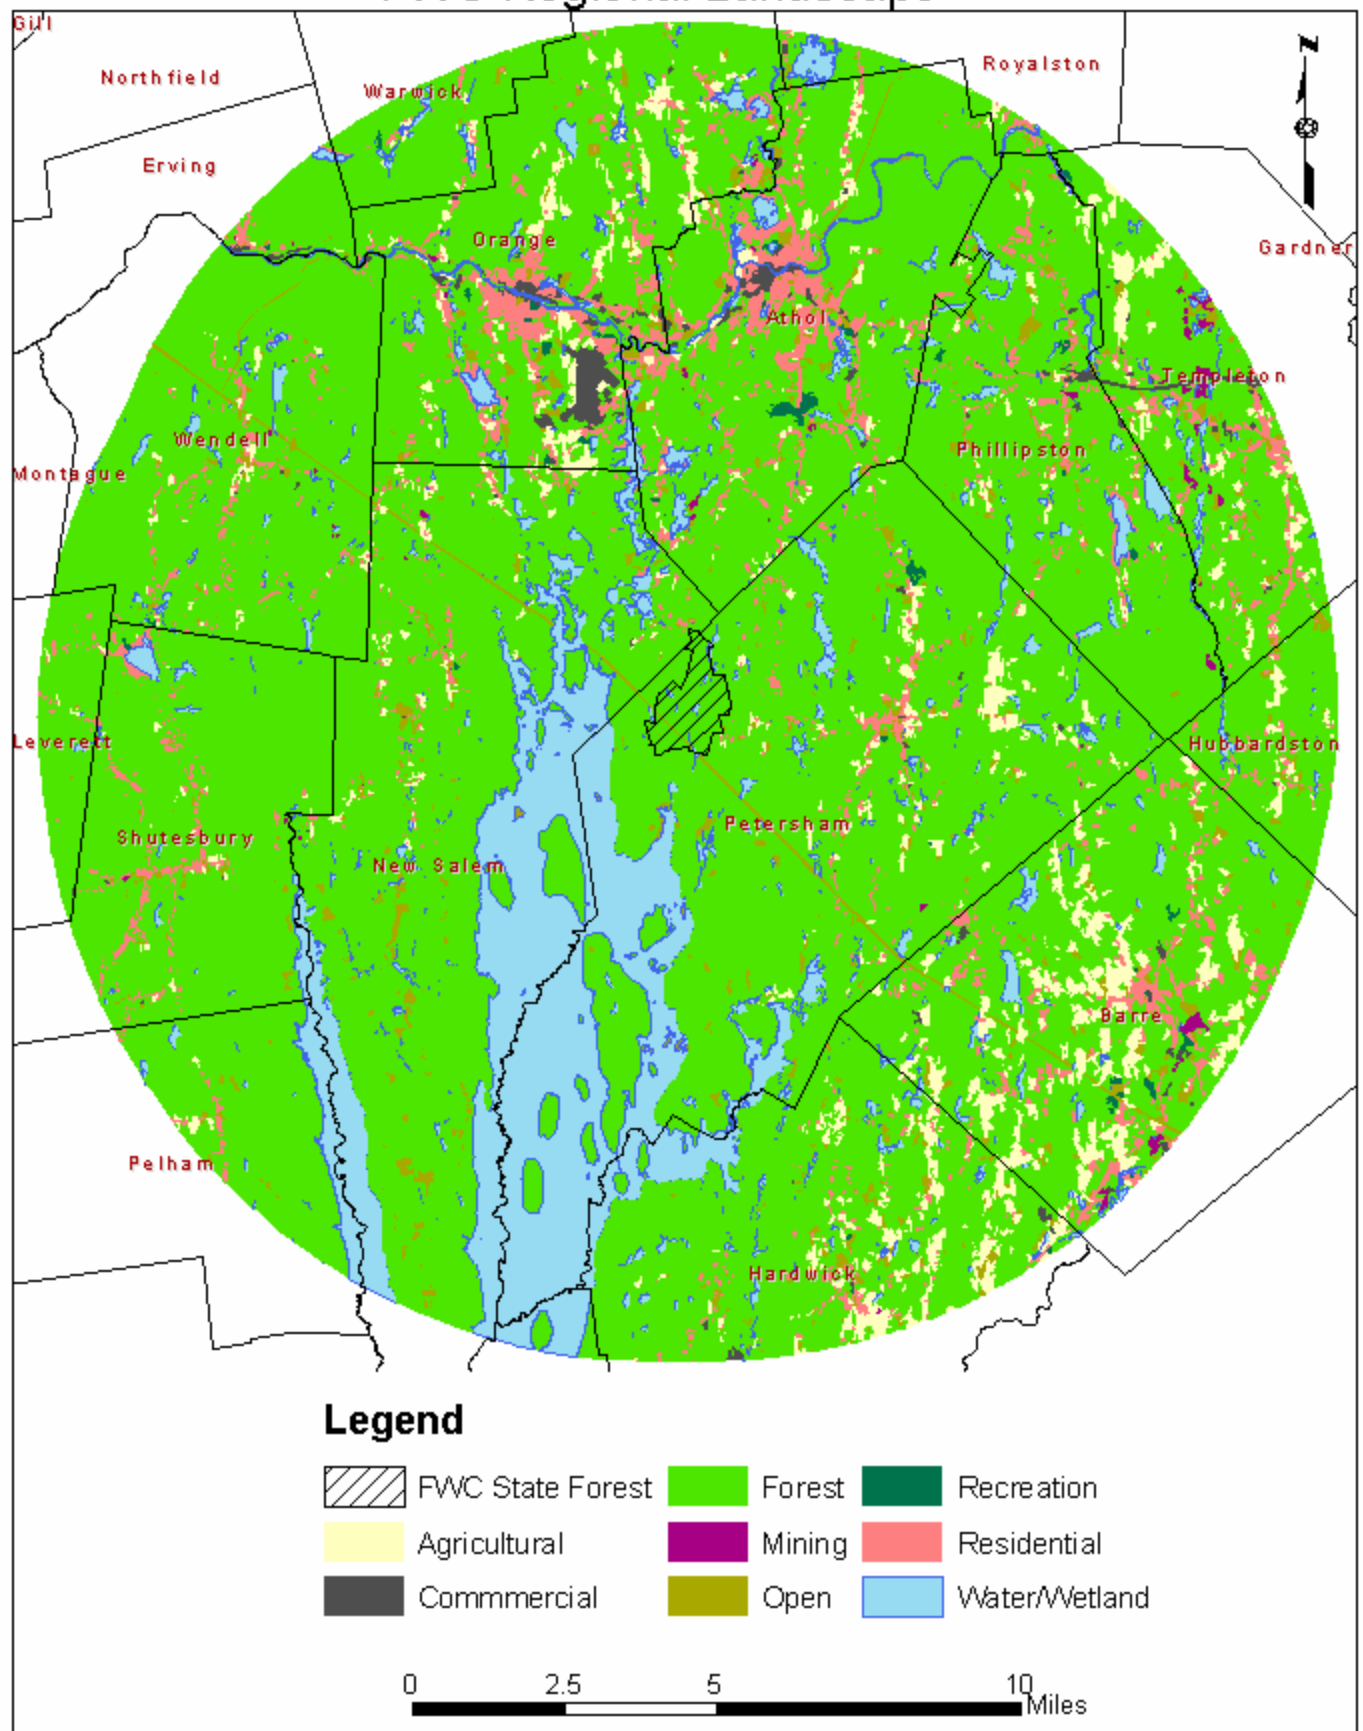 Regional Landscape
Gill
Northfield
Warwick
Royalston
N
Erving
Orange
Gardner
Athol
Templeton
Wendell
Phillipston
Montague
Leverett
Hubbardston
Petersham
Shutesbury
New Salem
Barre
Pelham
Hardwick
Legend
FWC State Forest
Forest
Recreation
Agricultural
Mining
Residential
Commmercial
Open
Water/Wetland
0 2.5 5 10
Miles